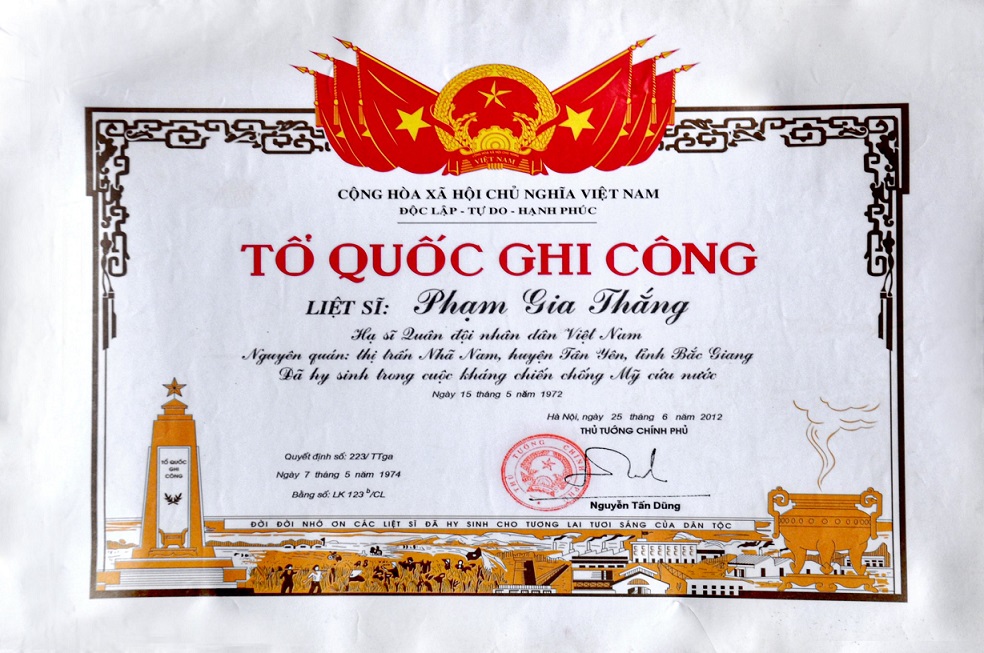 VIỆT NAM
CỘNG HÒA XÃ HỘI CHỦ NGHĨA VIỆT NAM
ĐỘC LẬP - TỰ DO - HẠNH PHÚC
TỔ QUỐC GHI CÔNG
LIỆT SĨ: Phạm Gia Thắng
Hạ sĩ Quân đội nhân dân Việt Nam
Nguyên quán: thị trấn Nhã Nam, huyện Tân Yên, tỉnh Bắc Giang
Đã hy sinh trong cuộc kháng chiến chống Mỹ cứu nước
Ngày 15 tháng 5 năm 1972
Hà Nội, ngày 25 tháng 6 năm 2012
THỦ TƯỚNG CHÍNH PHỦ
THỦ TƯỚNG CHÍNH PHỦ
Quyết định số: 223/ TTga
Ngày 7 tháng 5 năm 1974
Bằng số: LK 123 b/CL
Nguyễn Tấn Dũng
TỔ QUỐC
GHI
CÔNG
ĐỜI ĐỜI NHỚ ƠN CÁC LIỆT SĨ ĐÃ HY SINH CHO TƯƠNG LAI TƯƠI SÁNG CỦA DÂN TỘC